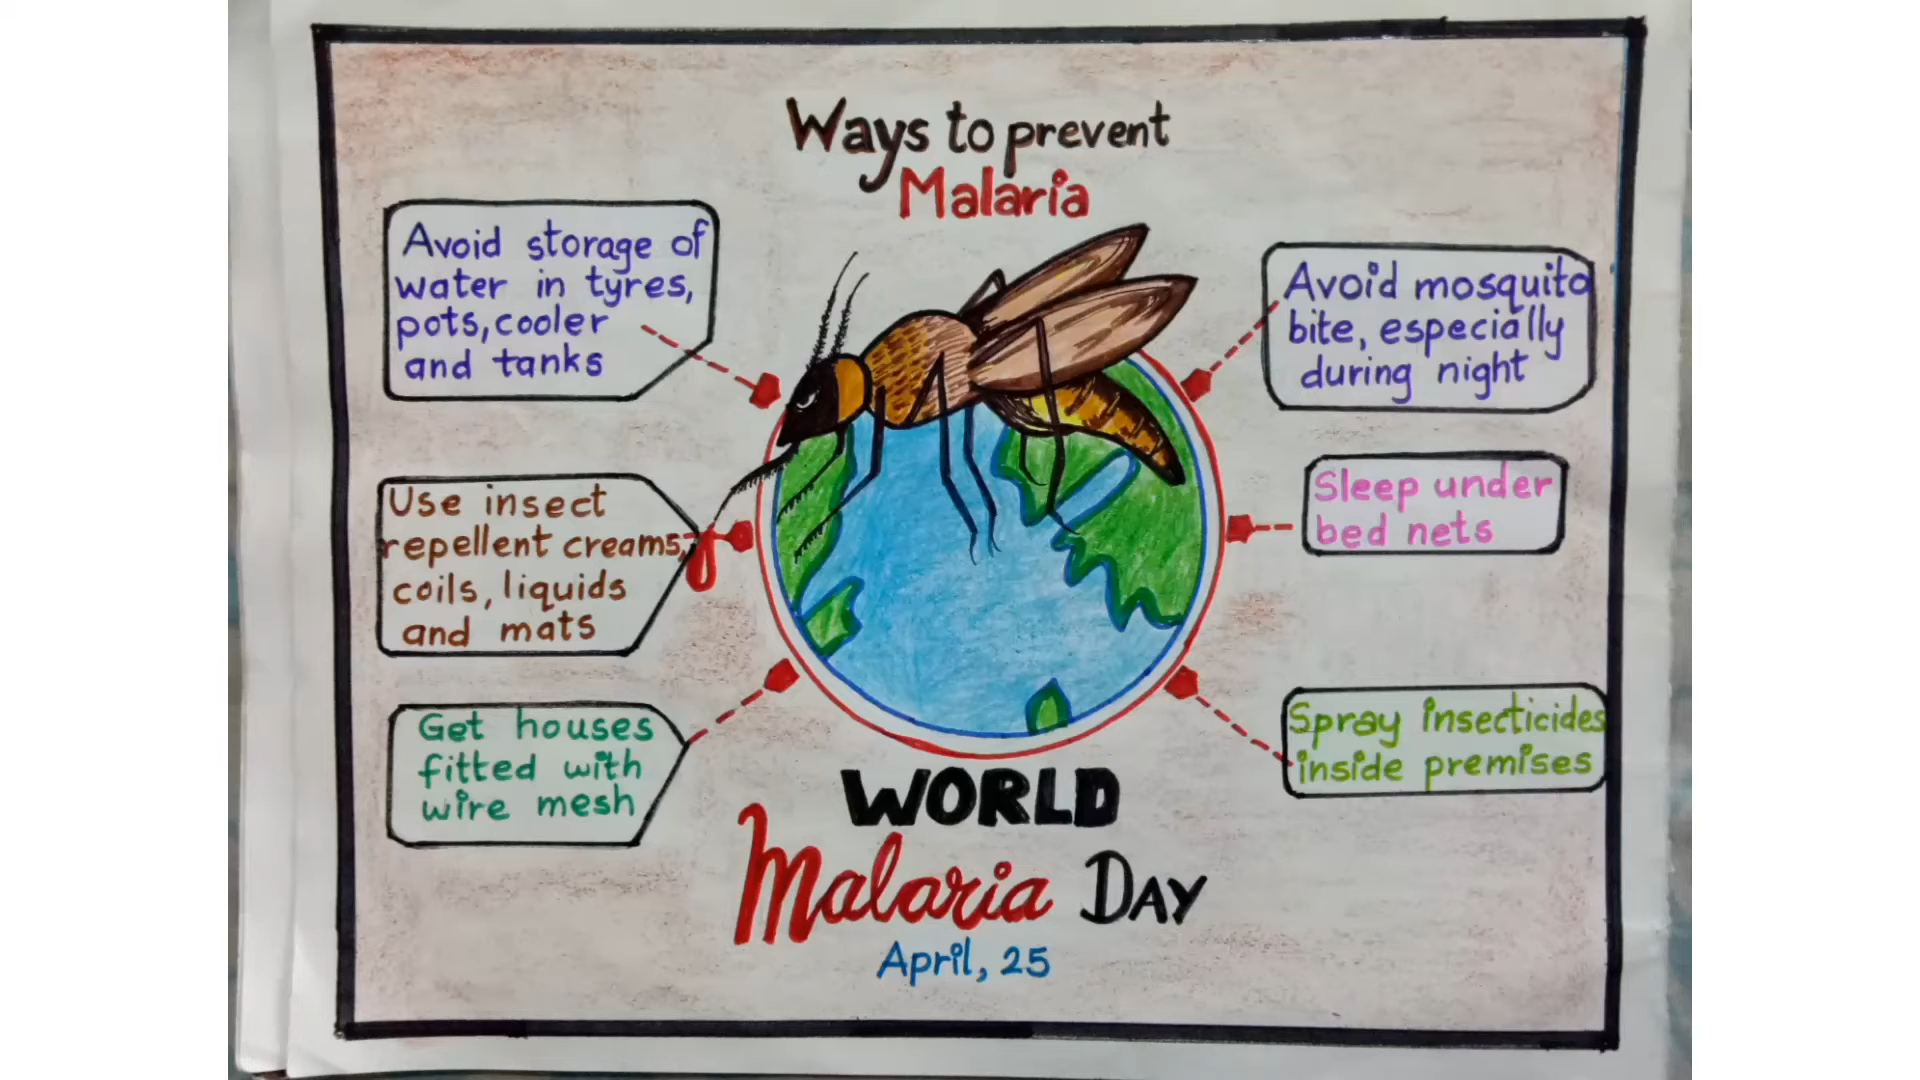 Ways to prevent
Malaria
Avoid storage of
water in tyres,
pots, cooler
and tanks
Use insect
repellent creams,
coils, liquids
and mats
Get houses
fitted with
wire mesh
Avoid mosquito
bite, especially
during night
Sleep under
bed nets
Spray insecticides
inside premises
WORLD
Malaria DAY
April, 25